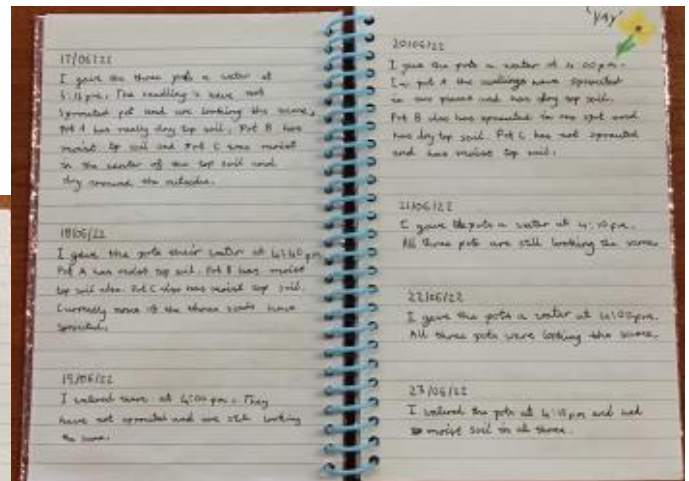 17/06/22
I gave the three pots a water at
5:15pm. The seedling's have not
sprouted yet and are looking the same,
Pot A has really dry top soil, Pot B has
moist top soil and Pot C was moist
in the center of the top soil and
dry around the outside.
18/06/22
I gave the pots their water at 4:40pm
Pot A has moist top soil. Pot B has moist
top soil also. Pot C also has moist top soil.
Currently none of the three seeds have
sprouted.
19/06/22
I watered them at 4:00 pm. They
have not sprouted and are still looking
the same.
'YAY'
20/06/22
I gave the pots a water at 4:00pm.
In pot A the seedlings have sprouted
in two places and has dry top soil.
Pot B also has sprouted in one spot and
has dry top soil. Pot C has not sprouted
and has moist top soil.
21/06/22
I gave the pots a water at 4:10pm.
All three pots are still looking the same.
22/06/22
I gave the pots a water at 4:00pm.
All three pots were looking the same.
23/06/22
I watered the pots at 4:15pm and had
moist soil in all three.